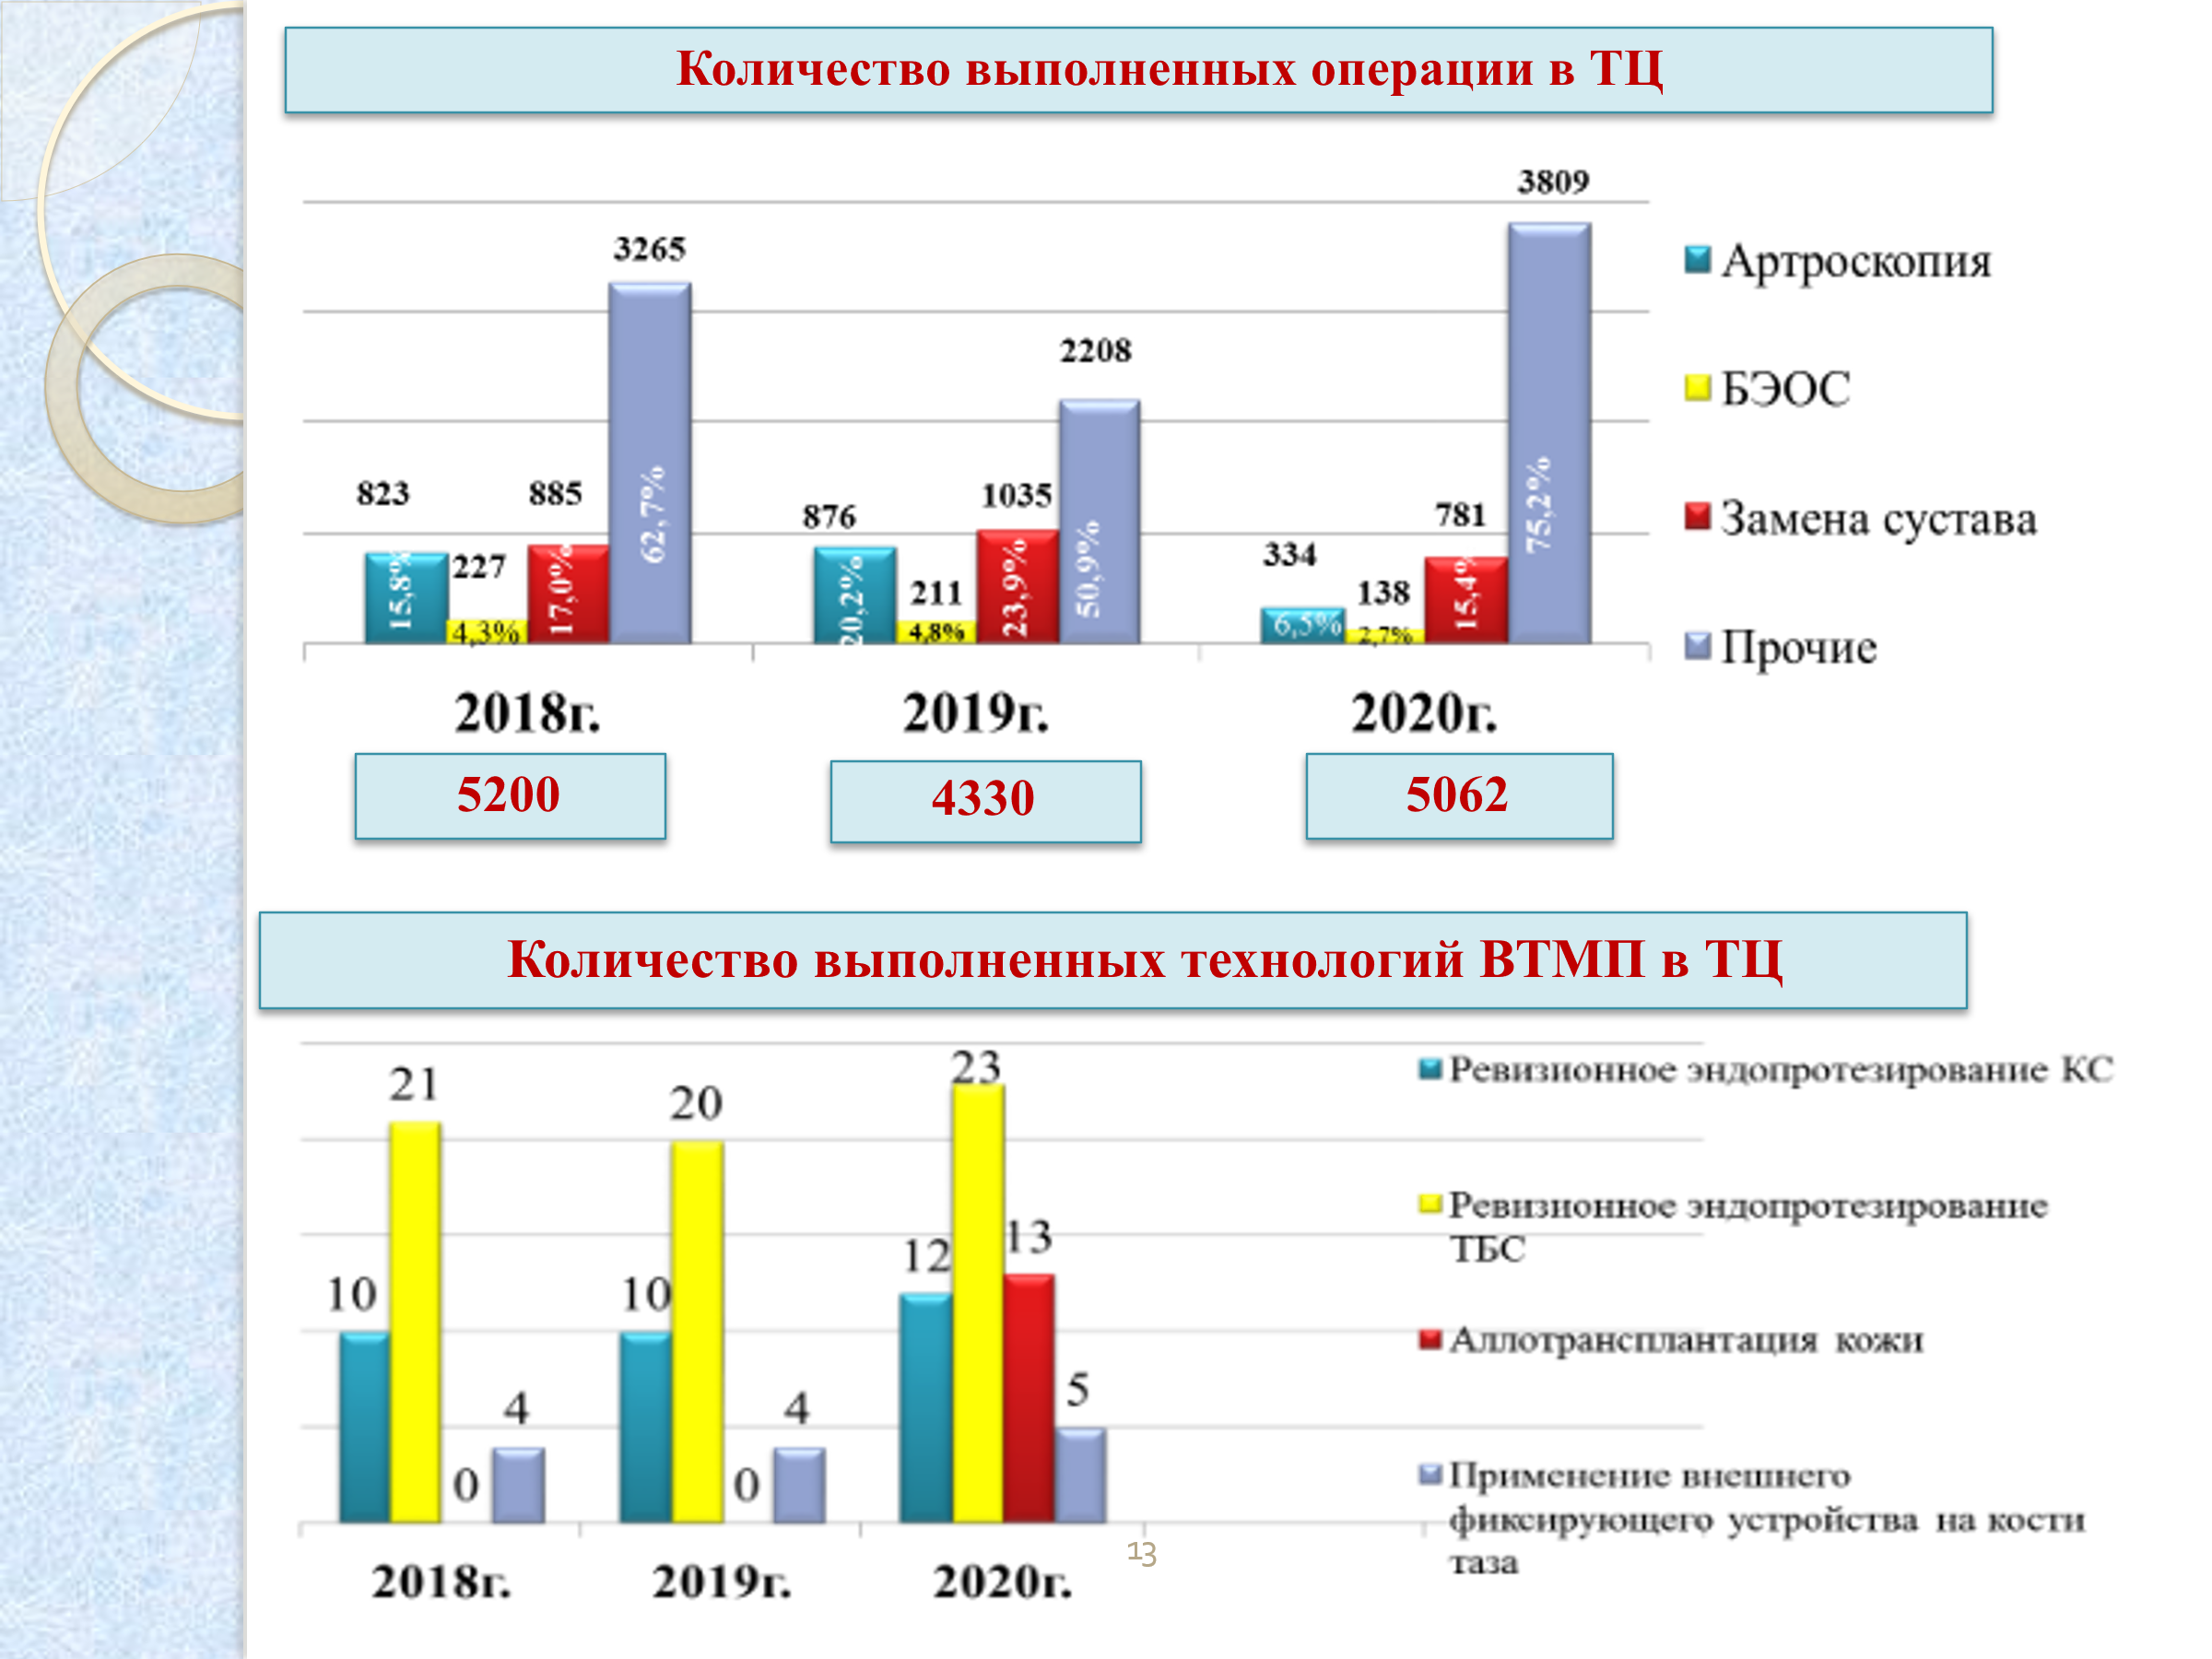 Количество выполненных операции в ТЦ
3809
3265
2208
823
885
876
1035
781
227
211
334
138
15,8%
4,3%
17,0%
62,7%
20,2%
4,8%
23,9%
50,9%
6,5%
2,7%
15,4%
75,2%
Артроскопия
БЭОС
Замена сустава
Прочие
2018г.
2019г.
2020г.
5200
4330
5062
Количество выполненных технологий ВТМП в ТЦ
21
20
23
10
10
12
13
0
4
0
4
5
2018г.
2019г.
2020г.
Ревизионное эндопротезирование КС
Ревизионное эндопротезирование
ТБС
Аллотрансплантация кожи
Применение внешнего
фиксирующего устройства на кости
таза
13